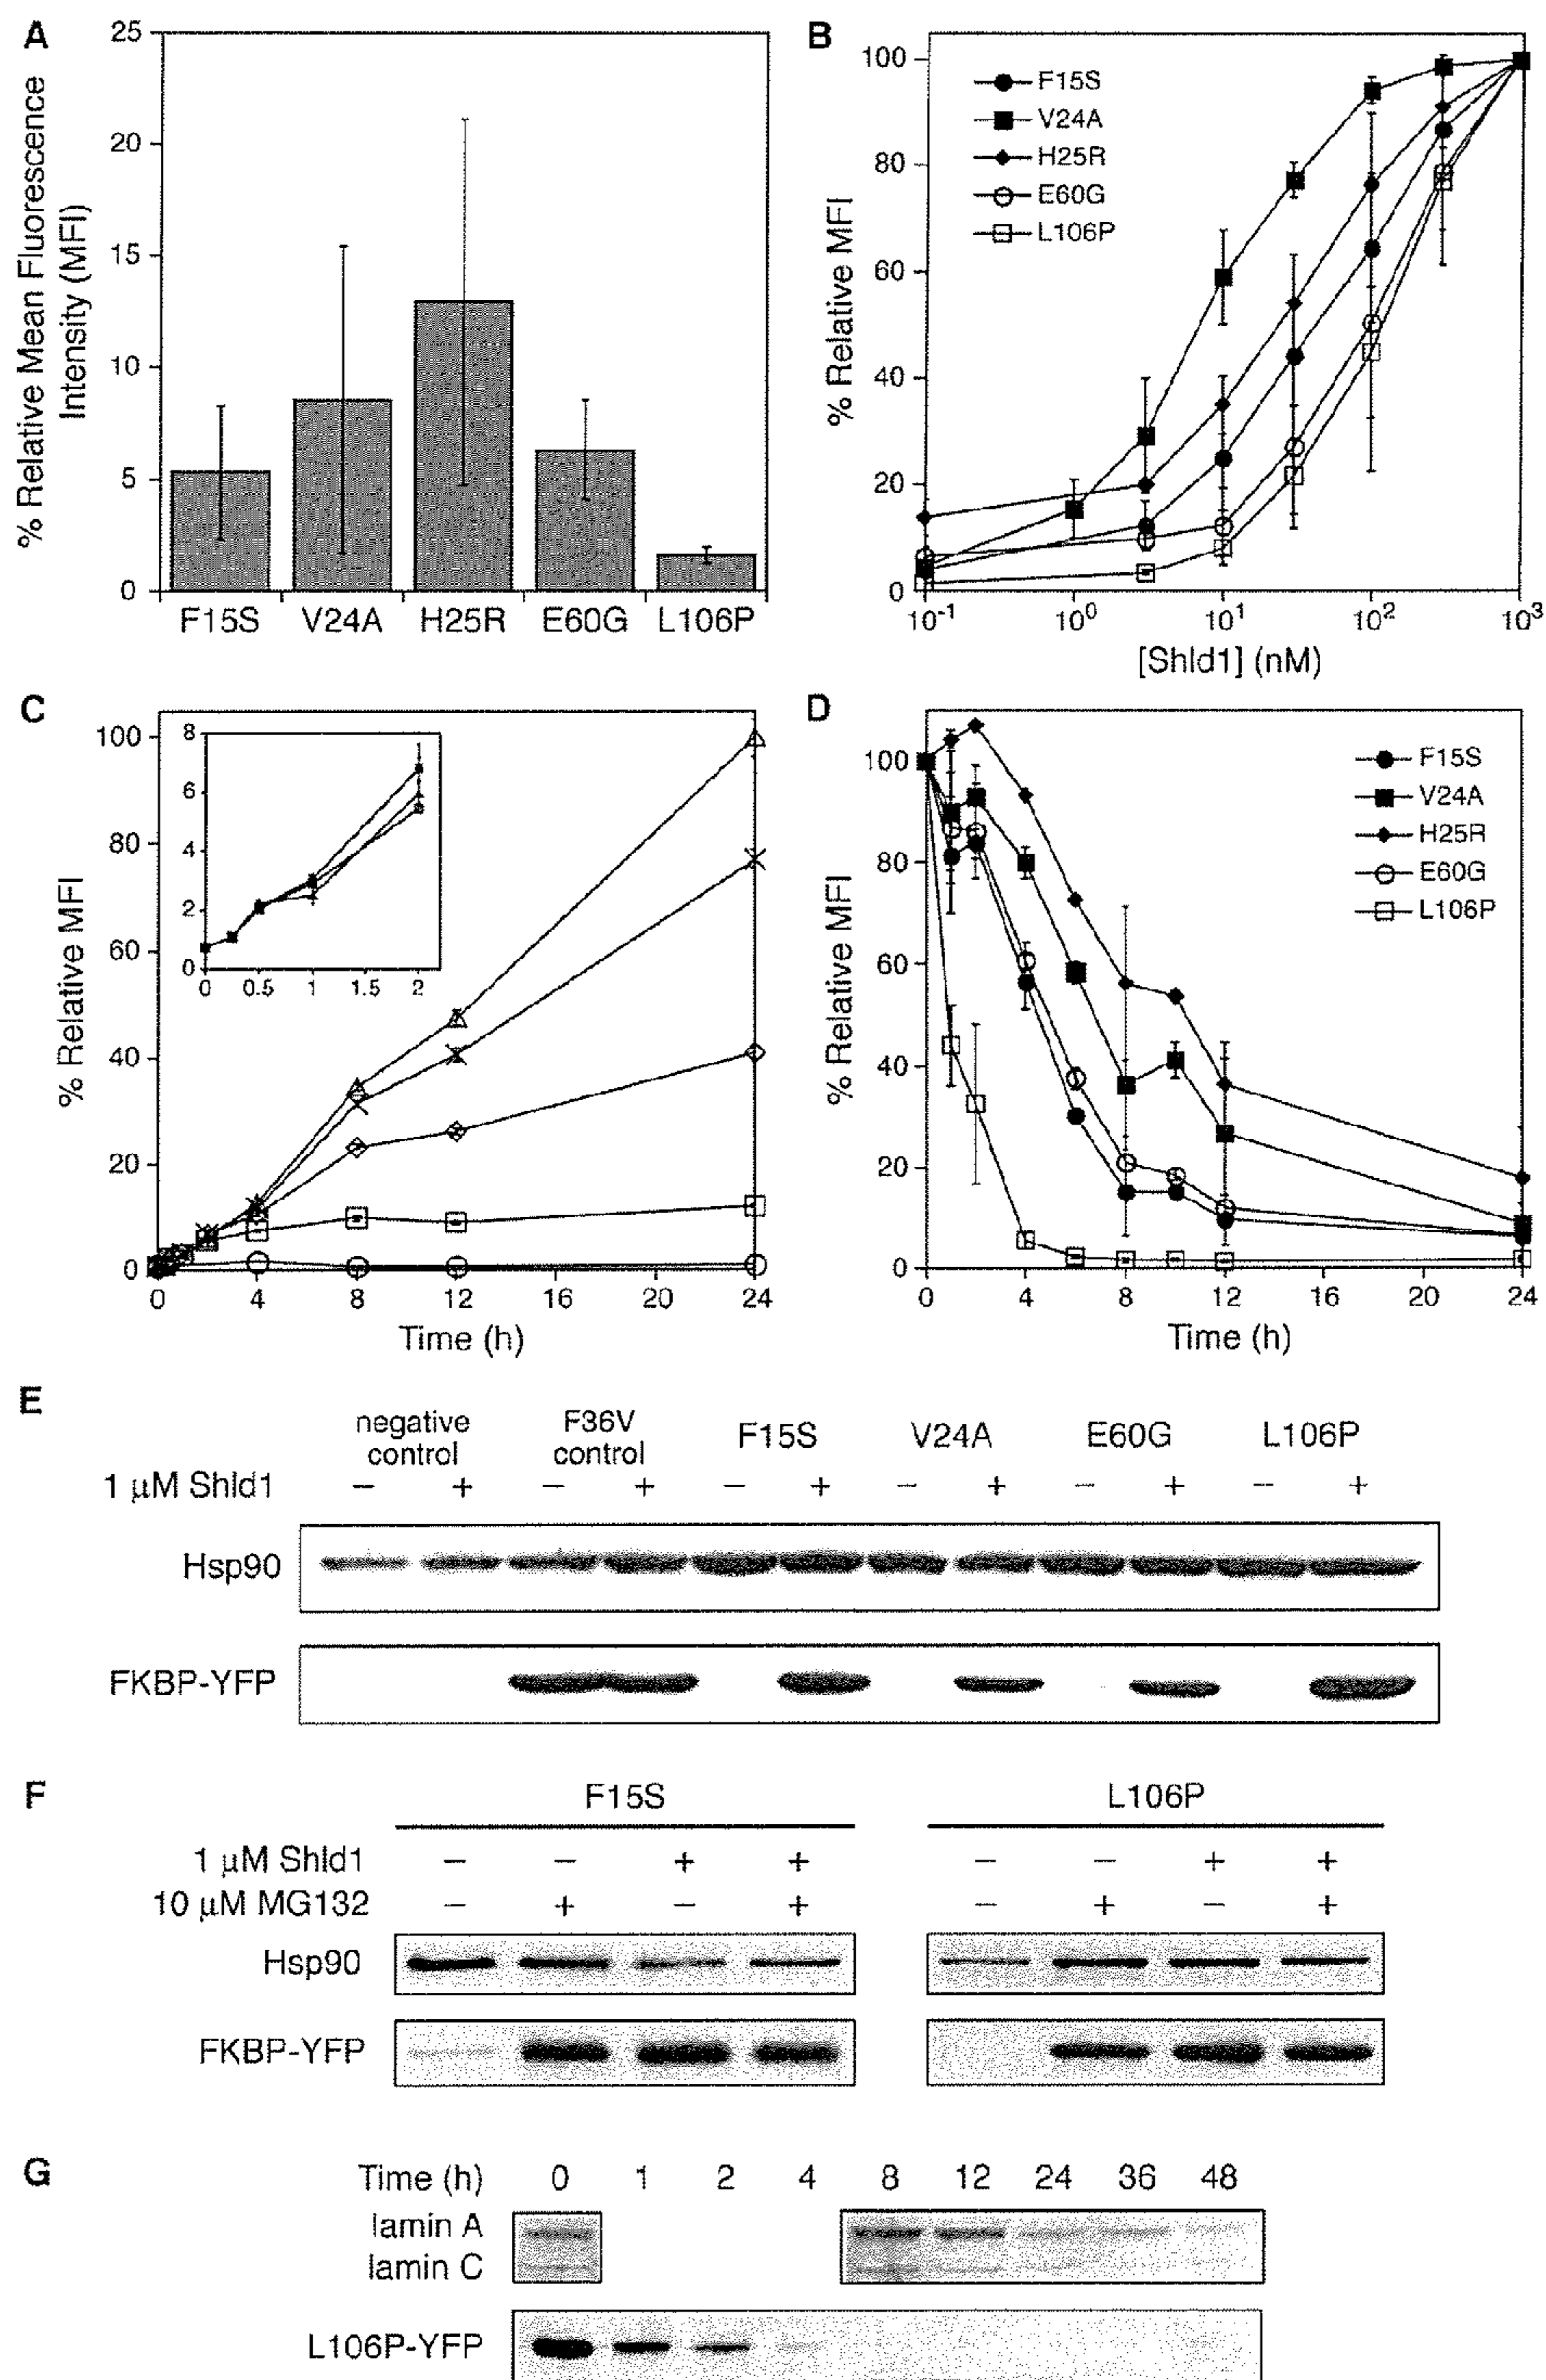 A
% Relative Mean Fluorescence
Intensity (MFI)
25
20
15
10
5
0
F15S V24A H25R E60G L106P
B
% Relative MFI
100
80
60
40
20
0
F15S
V24A
H25R
E60G
L106P
10-1 100 101 102 103
[Shld1] (nM)
C
% Relative MFI
100
80
60
40
20
0
8
6
4
2
0
0 0.5 1 1.5 2
0 4 8 12 16 20 24
Time (h)
D
% Relative MFI
100
80
60
40
20
0
F15S
V24A
H25R
E60G
L106P
0 4 8 12 16 20 24
Time (h)
E
negative control F36V control F15S V24A E60G L106P
1 μM Shld1 − + − + − + − + − + − +
Hsp90
FKBP-YFP
F
F15S L106P
1 μM Shld1 − − + + − − + +
10 μM MG132 − + − + − + − +
Hsp90
FKBP-YFP
G
Time (h) 0 1 2 4 8 12 24 36 48
lamin A
lamin C
L106P-YFP